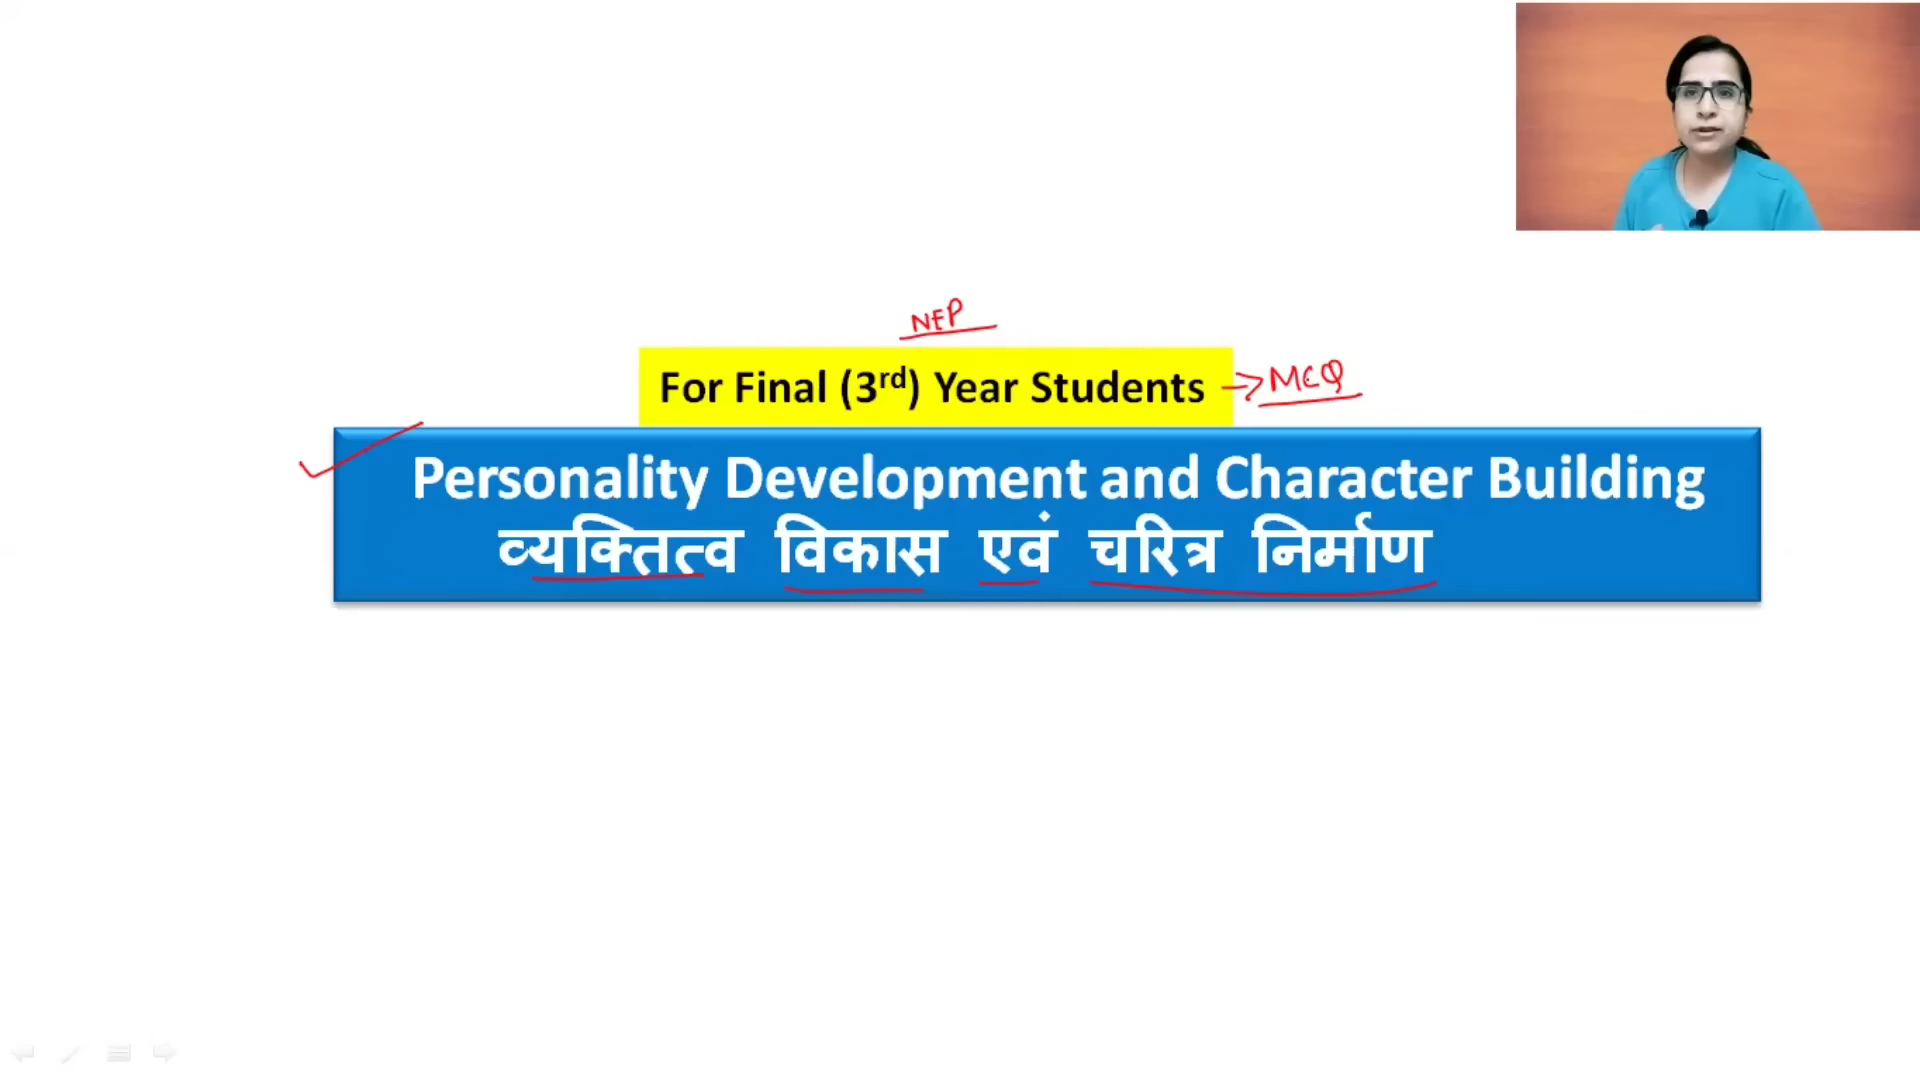 NEP
For Final (3rd) Year Students → MCQ
Personality Development and Character Building
व्यक्तित्व विकास एवं चरित्र निर्माण